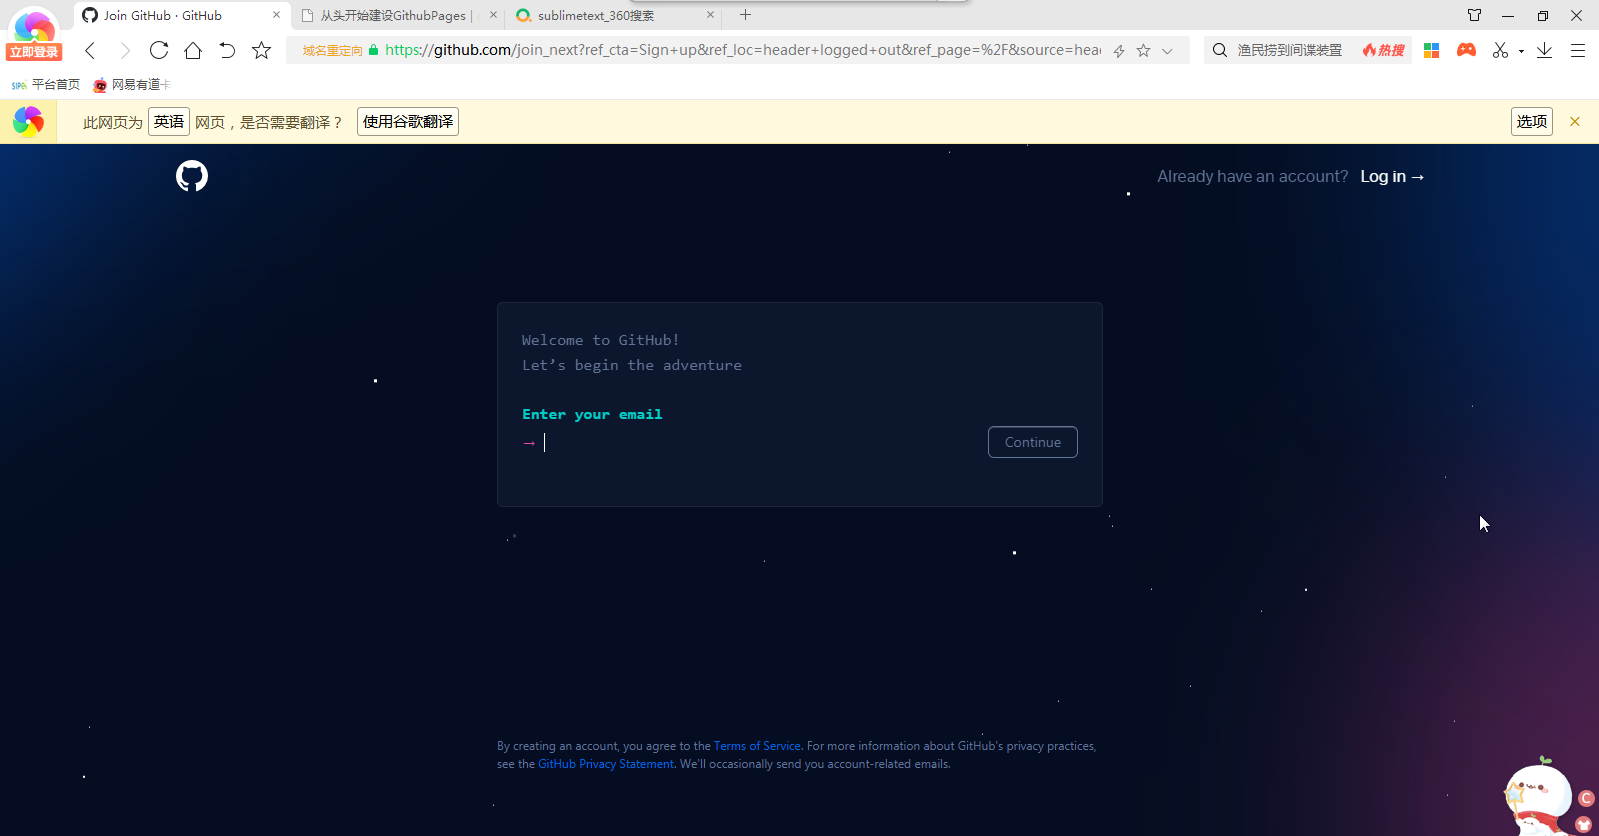 Join GitHub · GitHub
从头开始建设GithubPages |
sublimetext_360搜索
立即登录
域名重定向 https://github.com/join_next?ref_cta=Sign+up&ref_loc=header+logged+out&ref_page=%2F&source=heac
渔民捞到间谍装置 热搜
平台首页 网易有道卡
此网页为 英语 网页，是否需要翻译？ 使用谷歌翻译 选项
Already have an account? Log in →
Welcome to GitHub!
Let’s begin the adventure
Enter your email
→
Continue
By creating an account, you agree to the Terms of Service. For more information about GitHub's privacy practices,
see the GitHub Privacy Statement. We'll occasionally send you account-related emails.
C